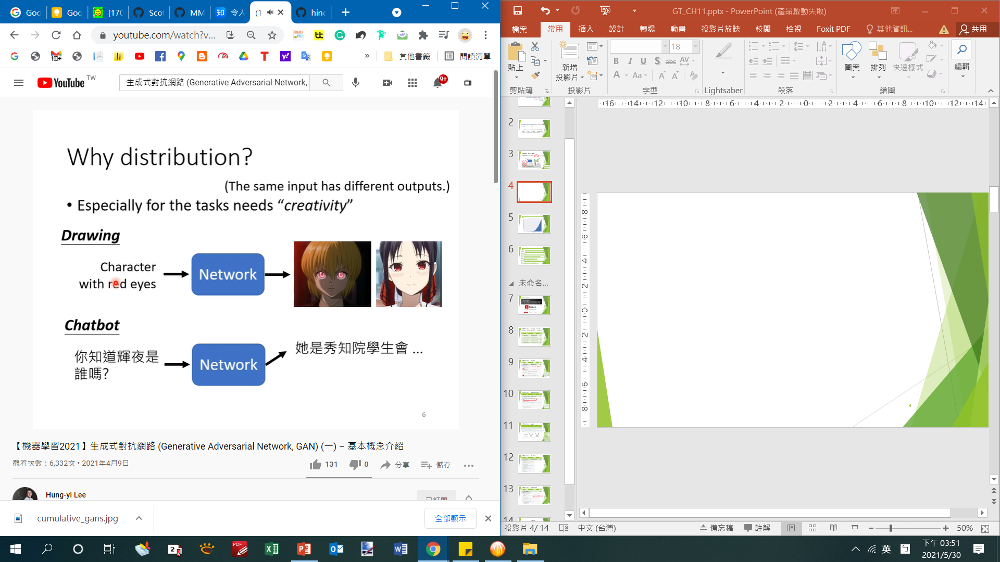 Goo
Goo
[170
Scot
MM
令人
(1
hind
GT_CH11.pptx - PowerPoint (產品啟動失敗)
youtube.com/watch?v...
檔案
常用
插入
設計
轉場
動畫
投影片放映
校閱
檢視
Foxit PDF
其他資訊...
共用
100+
其他書籤
閱讀清單
18
貼上
新增
投影片
圖案
排列
快速樣式
編輯
剪貼簿
投影片
字型
Lightsaber
段落
繪圖
YouTube TW
生成式對抗網路 (Generative Adversarial Network,
9+
Why distribution?
(The same input has different outputs.)
• Especially for the tasks needs “creativity”
Drawing
Character
with red eyes
Network
Chatbot
你知道輝夜是
誰嗎?
Network
她是秀知院學生會 ...
6
【機器學習2021】生成式對抗網路 (Generative Adversarial Network, GAN) (一) – 基本概念介紹
觀看次數：6,332次 • 2021年4月9日
131
0
分享
儲存
Hung-yi Lee
已訂閱
cumulative_gans.jpg
全部顯示
16 14 12 10 8 6 4 2 0 2 4 6 8 10 12 14
8
6
4
2
0
2
4
6
8
2
3
4
5
6
未命名...
7
Keras
8
9
10
11
12
13
14
4
投影片 4/ 14
中文 (台灣)
備忘稿
註解
50%
英
下午 03:51
2021/5/30